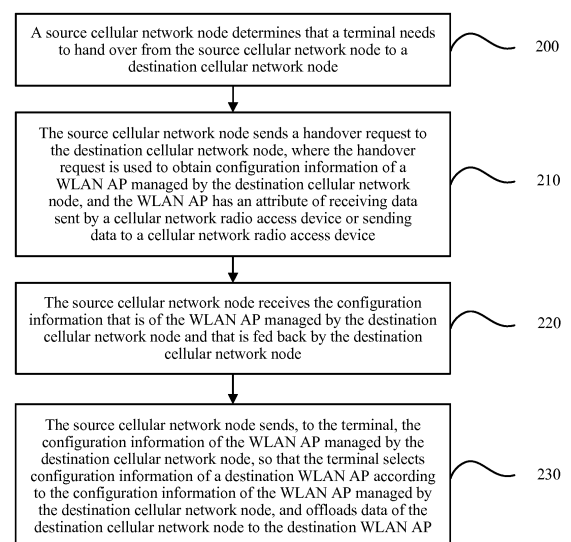 A source cellular network node determines that a terminal needs
to hand over from the source cellular network node to a
destination cellular network node
200
The source cellular network node sends a handover request to
the destination cellular network node, where the handover
request is used to obtain configuration information of a
WLAN AP managed by the destination cellular network
node, and the WLAN AP has an attribute of receiving data
sent by a cellular network radio access device or sending
data to a cellular network radio access device
210
The source cellular network node receives the configuration
information that is of the WLAN AP managed by the destination
cellular network node and that is fed back by the destination
cellular network node
220
The source cellular network node sends, to the terminal, the
configuration information of the WLAN AP managed by the
destination cellular network node, so that the terminal selects
configuration information of a destination WLAN AP according
to the configuration information of the WLAN AP managed by
the destination cellular network node, and offloads data of the
destination cellular network node to the destination WLAN AP
230